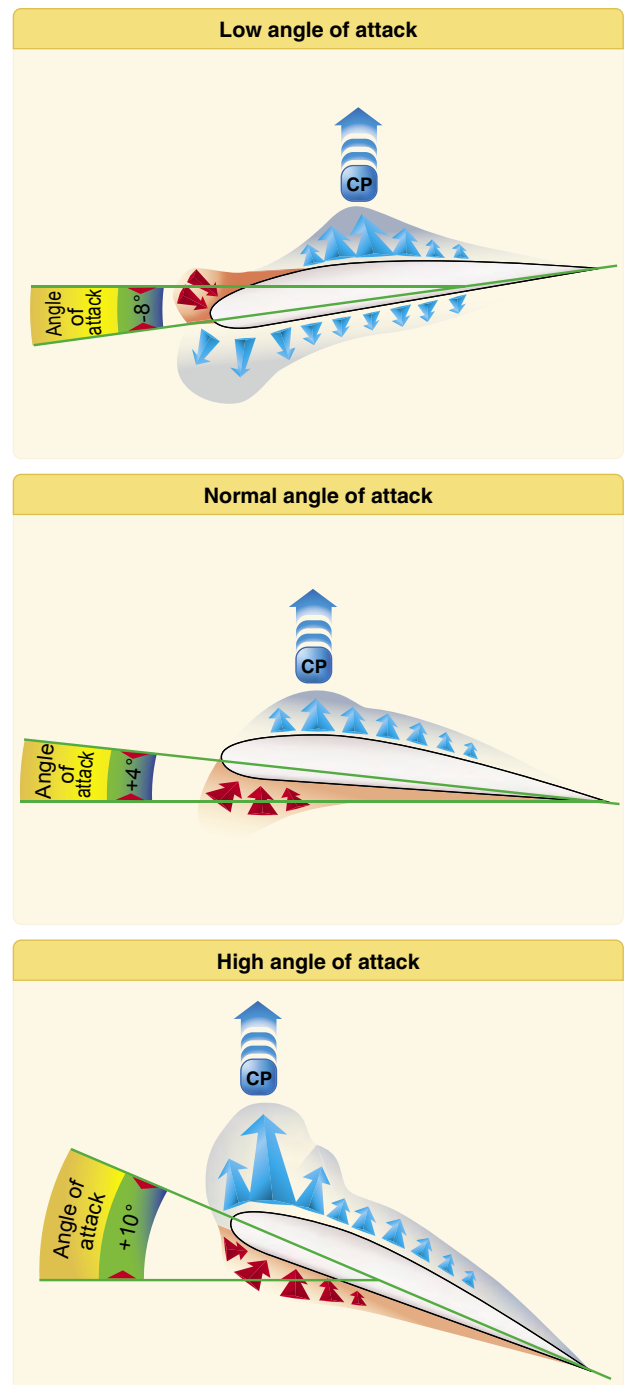 Low angle of attack
CP
Angle
of
attack
-8°
Normal angle of attack
CP
Angle
of
attack
+4°
High angle of attack
CP
Angle of
attack
+10°